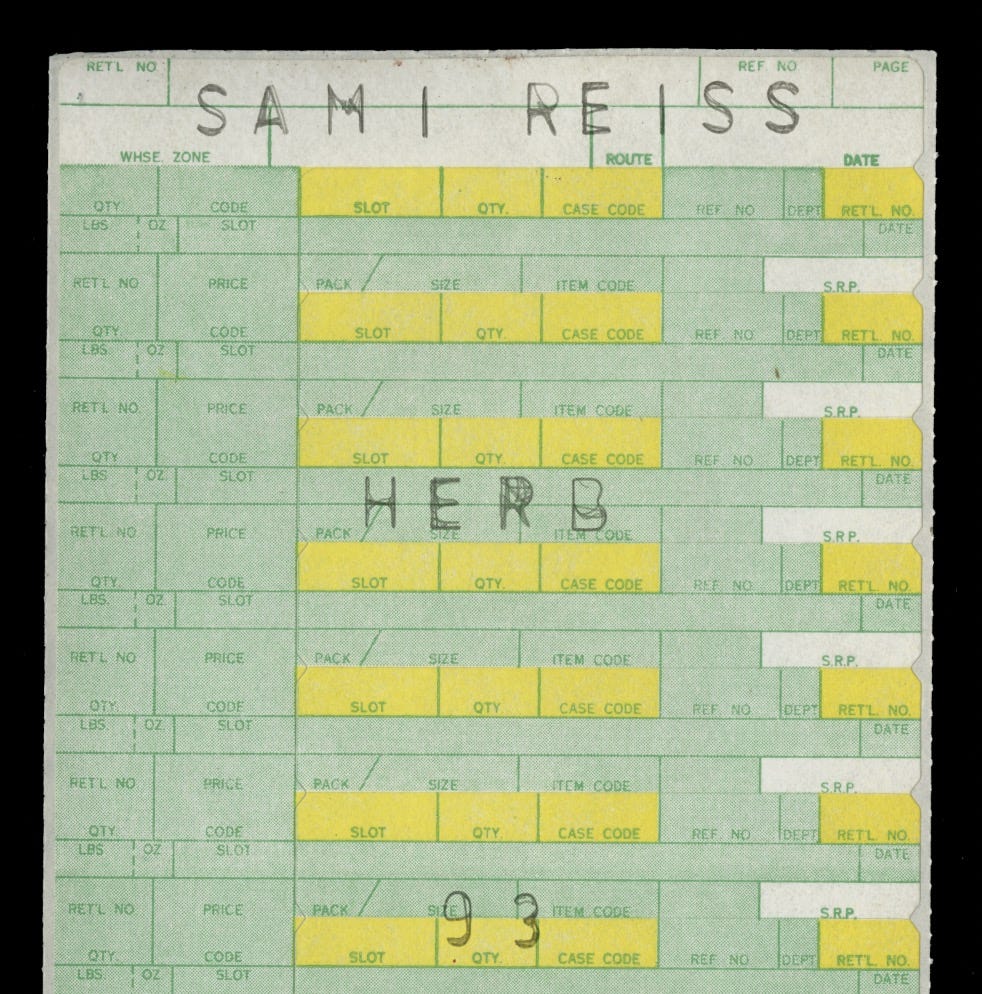 RET'L NO. REF. NO. PAGE
SAMI REISS
WHSE. ZONE ROUTE DATE
QTY. CODE SLOT QTY. CASE CODE REF. NO. DEPT RET'L. NO.
LBS. OZ. SLOT DATE
RET'L NO. PRICE PACK SIZE ITEM CODE S.R.P.
QTY. CODE SLOT QTY. CASE CODE REF. NO. DEPT RET'L. NO.
LBS. OZ. SLOT DATE
RET'L NO. PRICE PACK SIZE ITEM CODE S.R.P.
QTY. CODE SLOT QTY. CASE CODE REF. NO. DEPT RET'L. NO.
LBS. OZ. SLOT DATE
HERB
RET'L NO. PRICE PACK SIZE ITEM CODE S.R.P.
QTY. CODE SLOT QTY. CASE CODE REF. NO. DEPT RET'L. NO.
LBS. OZ. SLOT DATE
RET'L NO. PRICE PACK SIZE ITEM CODE S.R.P.
QTY. CODE SLOT QTY. CASE CODE REF. NO. DEPT RET'L. NO.
LBS. OZ. SLOT DATE
RET'L NO. PRICE PACK SIZE ITEM CODE S.R.P.
QTY. CODE SLOT QTY. CASE CODE REF. NO. DEPT RET'L. NO.
LBS. OZ. SLOT DATE
RET'L NO. PRICE PACK SIZE ITEM CODE S.R.P.
93
QTY. CODE SLOT QTY. CASE CODE REF. NO. DEPT RET'L. NO.
LBS. OZ. SLOT DATE